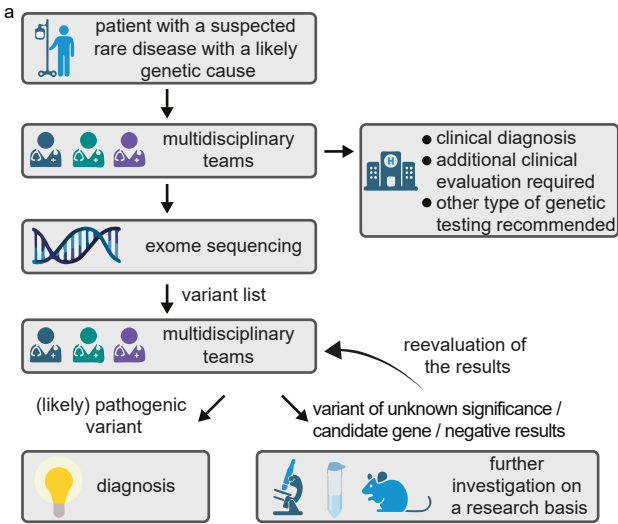 a
patient with a suspected
rare disease with a likely
genetic cause
multidisciplinary
teams
● clinical diagnosis
● additional clinical
evaluation required
● other type of genetic
testing recommended
H
exome sequencing
variant list
multidisciplinary
teams
reevaluation of
the results
(likely) pathogenic
variant
variant of unknown significance /
candidate gene / negative results
diagnosis
further
investigation on
a research basis